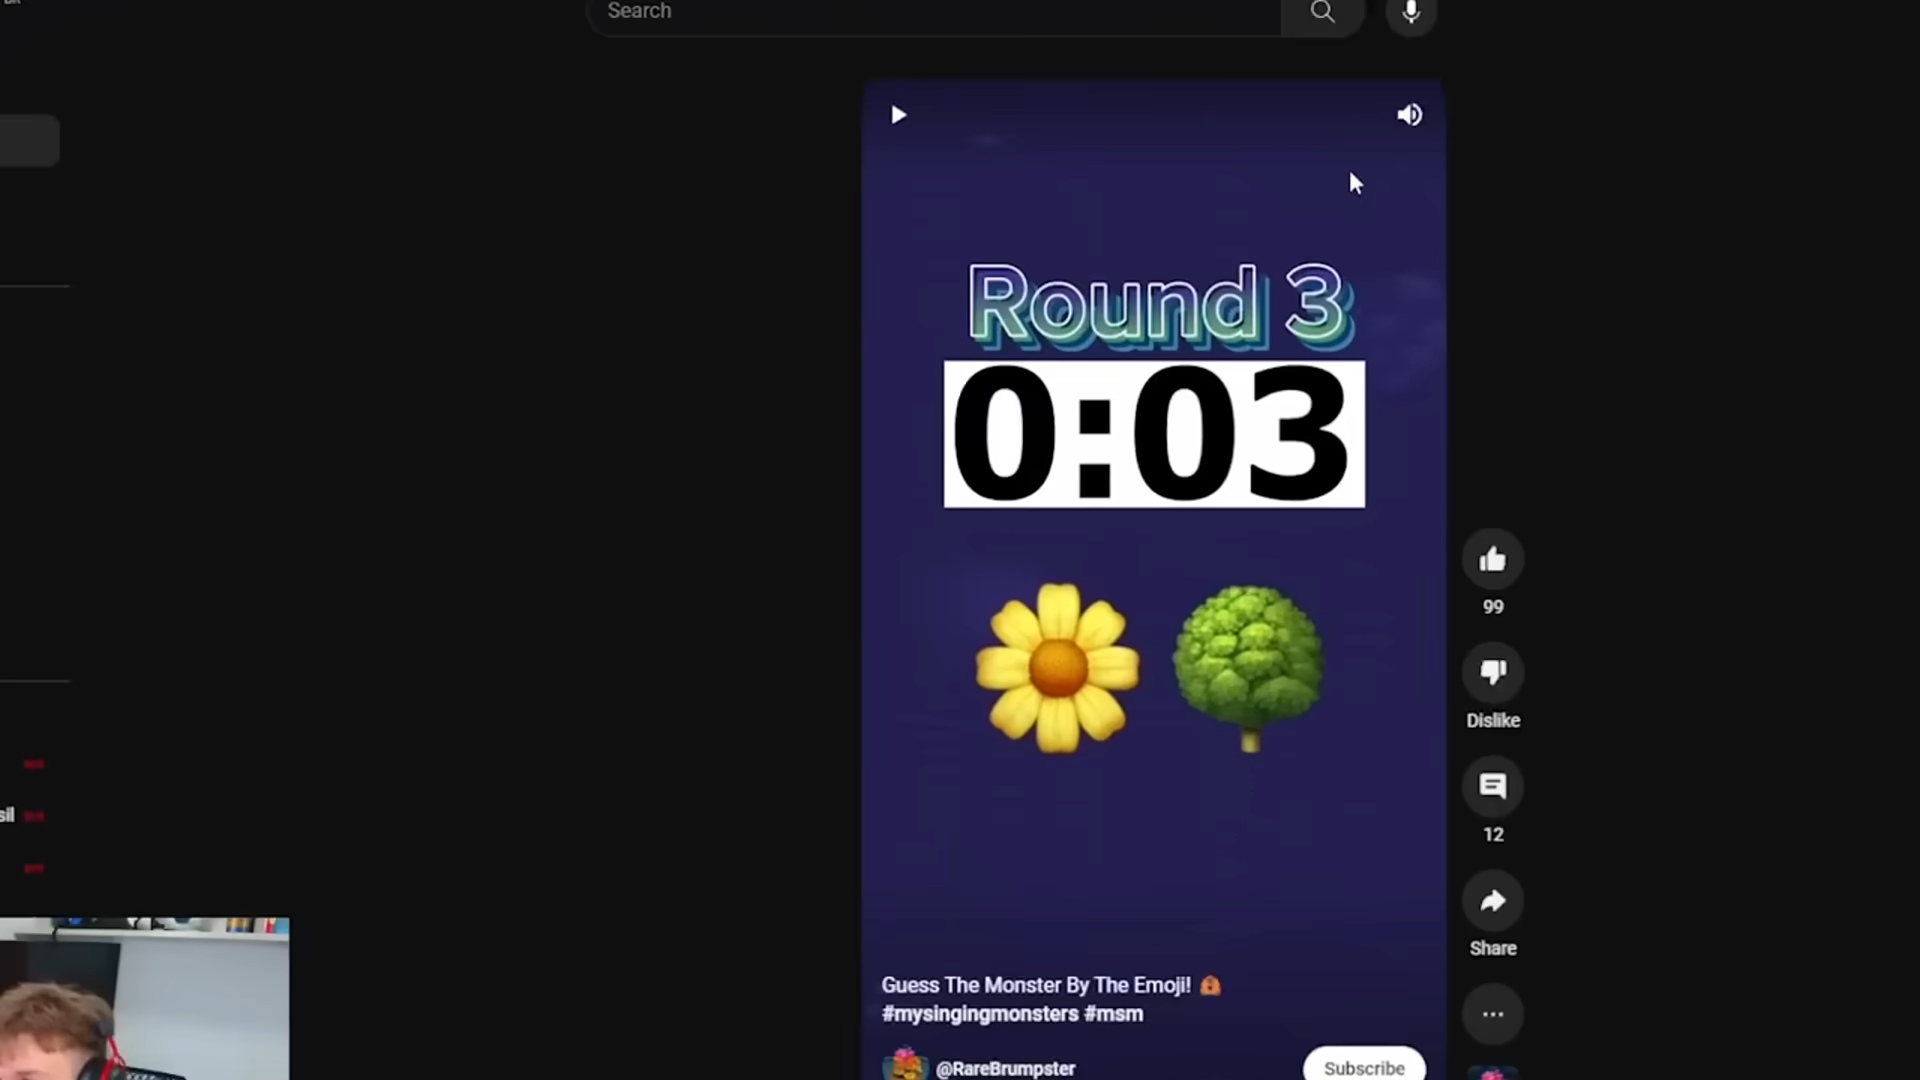 Search
Round 3
0:03
99
Dislike
sil
12
Share
Guess The Monster By The Emoji!
#mysingingmonsters #msm
@RareBrumpster
Subscribe